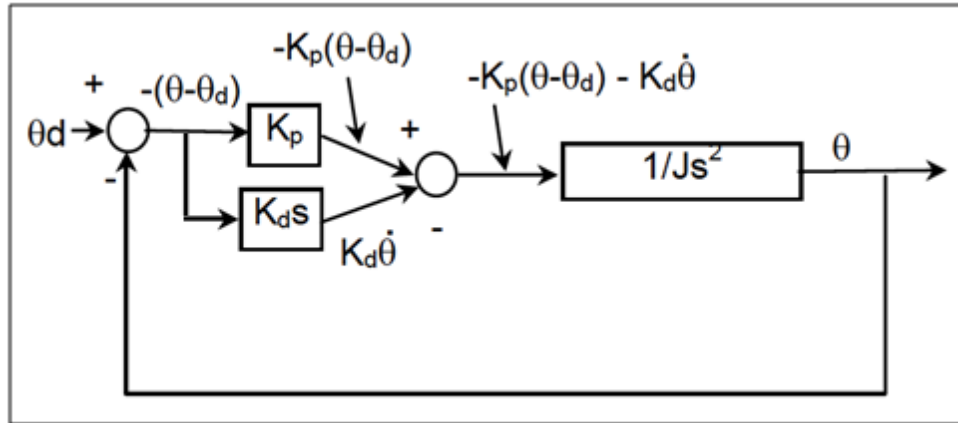 -Kp(θ-θd)
-Kp(θ-θd) - Kdθ̇
+
-(θ-θd)
θd
Kp
+
1/Js²
θ
-
Kds
-
Kdθ̇